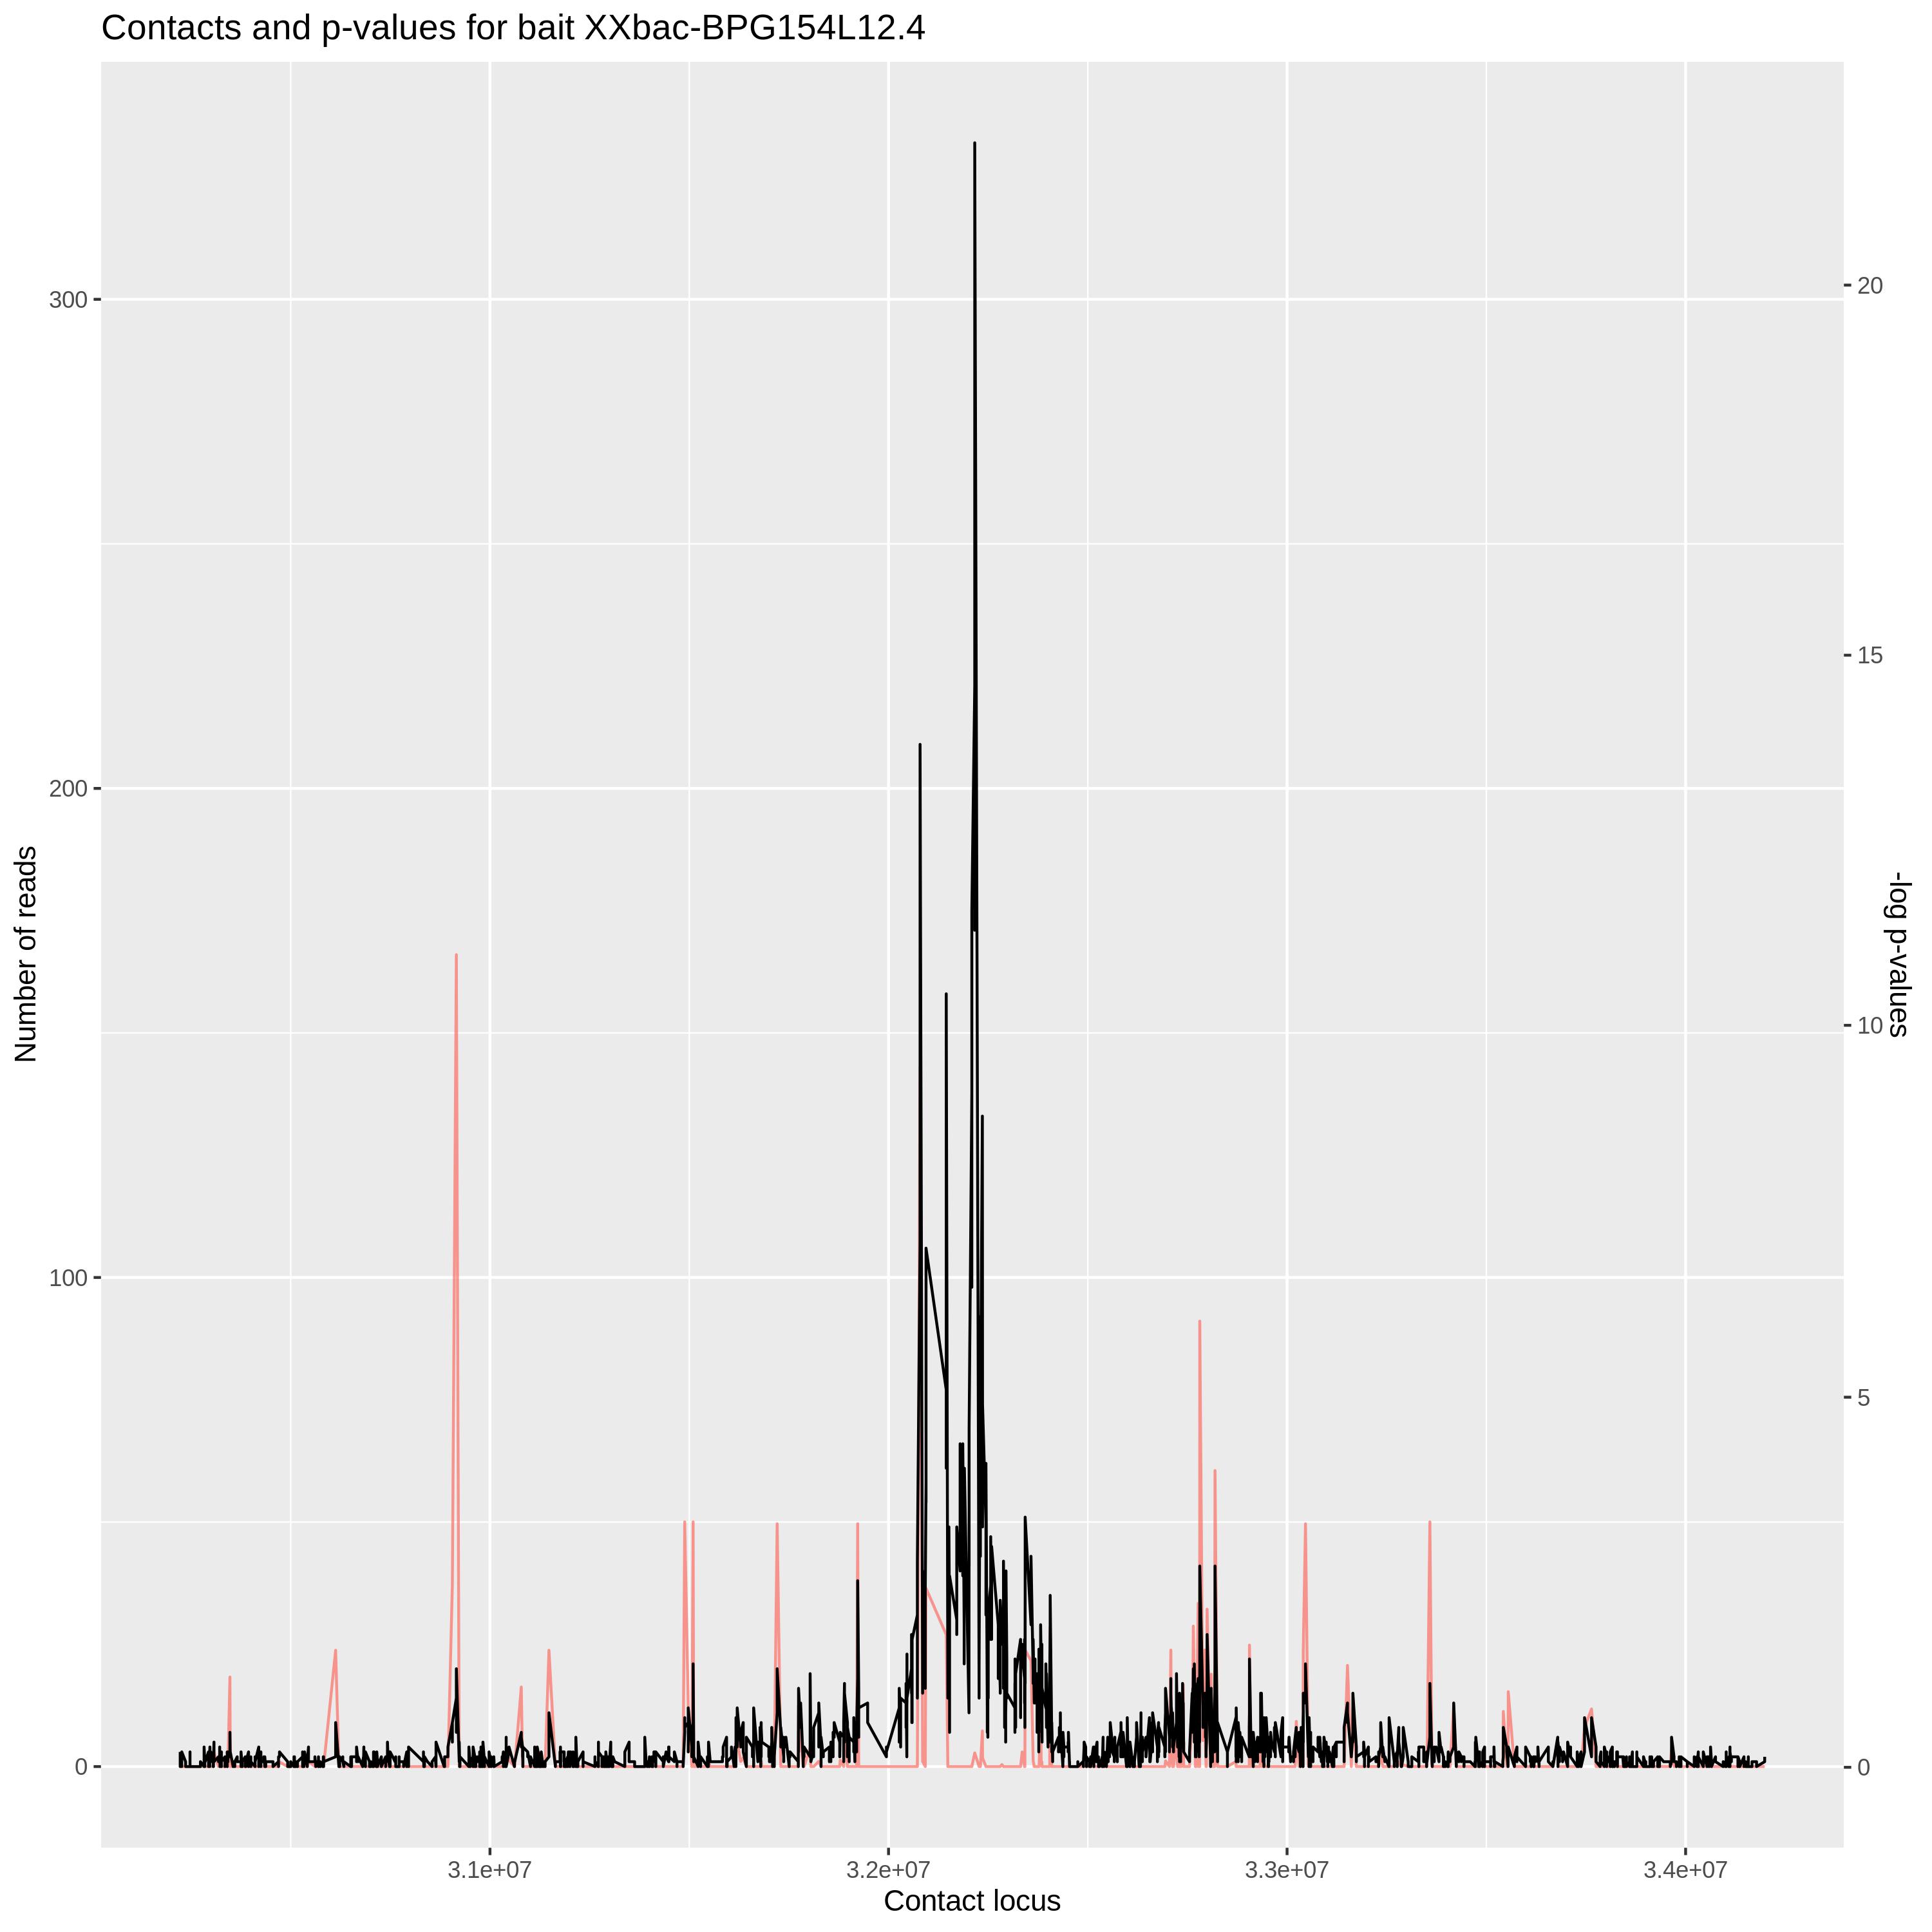 Contacts and p-values for bait XXbac-BPG154L12.4
300
200
100
0
Number of reads
20
15
10
5
0
-log p-values
3.1e+07
3.2e+07
3.3e+07
3.4e+07
Contact locus